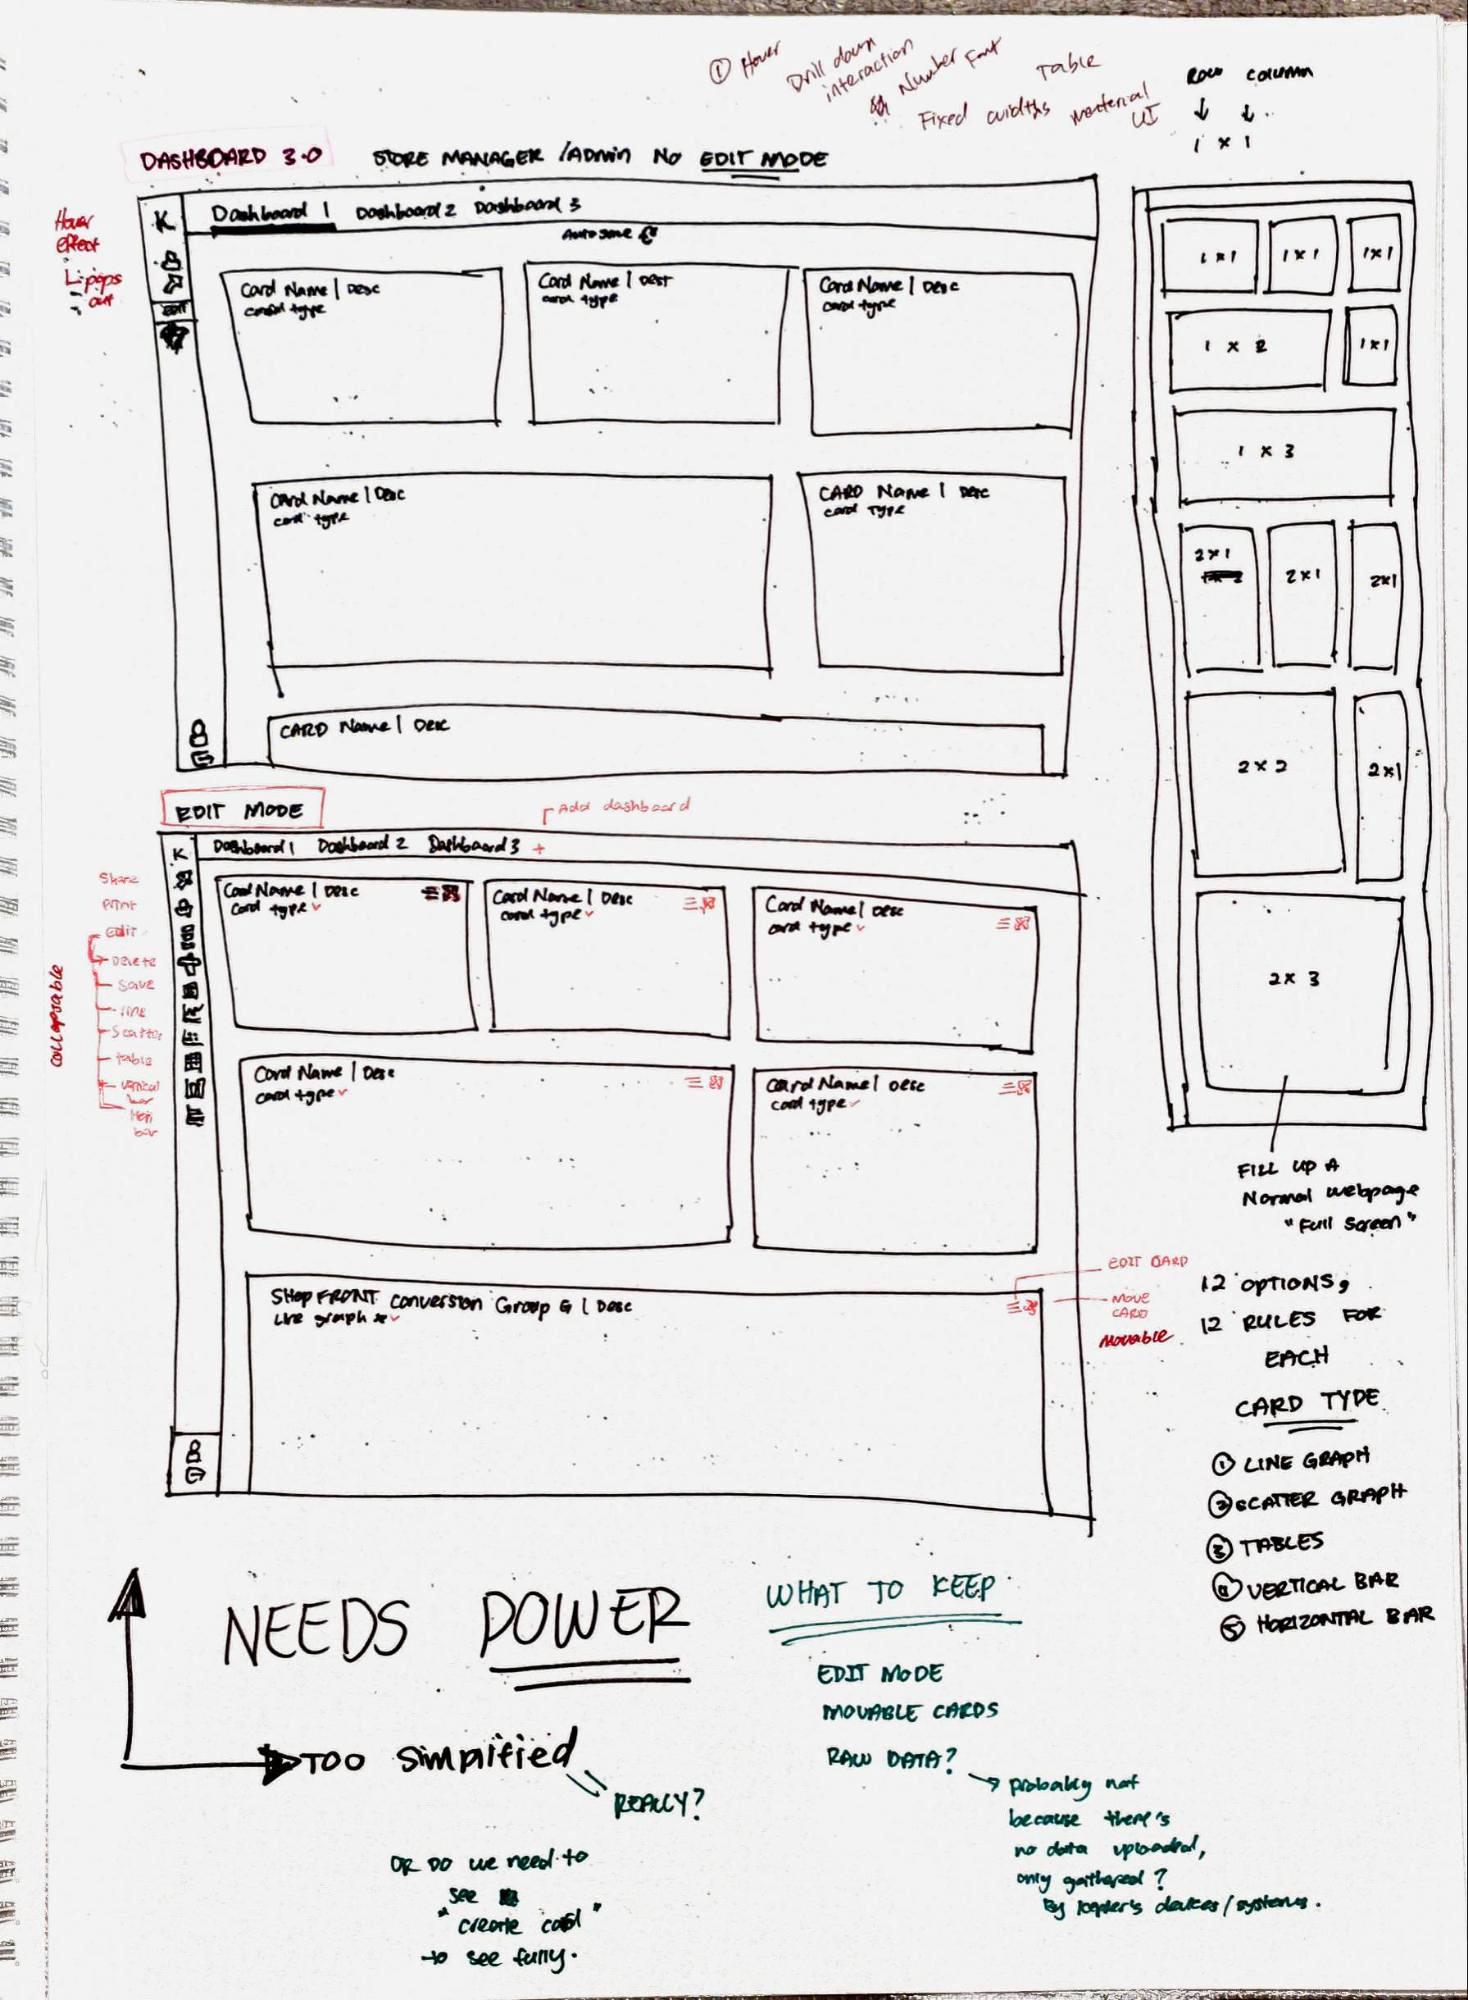 ① Hover
Drill down
interaction
Number Font
Table
Fixed widths material
UI
Row column
1 x 1
DASHBOARD 3.0
STORE MANAGER / ADMIN NO EDIT MODE
Hover
effect
pops
out
K
Dashboard 1 Dashboard 2 Dashboard 3
Autosave
EDIT
Card Name | Desc
card type
Card Name | Desc
card type
Card Name | Desc
card type
Card Name | Desc
card type
CARD Name | Desc
card Type
CARD Name | Desc
1 x 1
1 x 1
1 x 1
1 x 2
1 x 1
1 x 3
2 x 1
2 x 1
2 x 1
2 x 2
2 x 1
2 x 3
FILL UP A
Normal webpage
"Full screen"
EDIT MODE
Add dashboard
K
Dashboard 1 Dashboard 2 Dashboard 3 +
collapsable
Share
Print
Edit
Delete
Save
line
Scatter
table
vertical
bar
Card Name | Desc
card type
Card Name | Desc
card type
Card Name | Desc
card type
Card Name | Desc
card type
Card Name | Desc
card type
SHOPFRONT conversion Group G | Desc
Line graph
EDIT CARD
MOVE
CARD
Movable
12 OPTIONS,
12 RULES FOR
EACH
CARD TYPE
① LINE GRAPH
② SCATTER GRAPH
③ TABLES
④ VERTICAL BAR
⑤ HORIZONTAL BAR
NEEDS POWER
TOO Simplified
REALLY?
OR DO we need to
see
"create card"
to see fully.
WHAT TO KEEP
EDIT MODE
MOVABLE CARDS
RAW DATA?
probably not
because there's
no data uploaded,
only gathered?
By kepler's devices/systems.